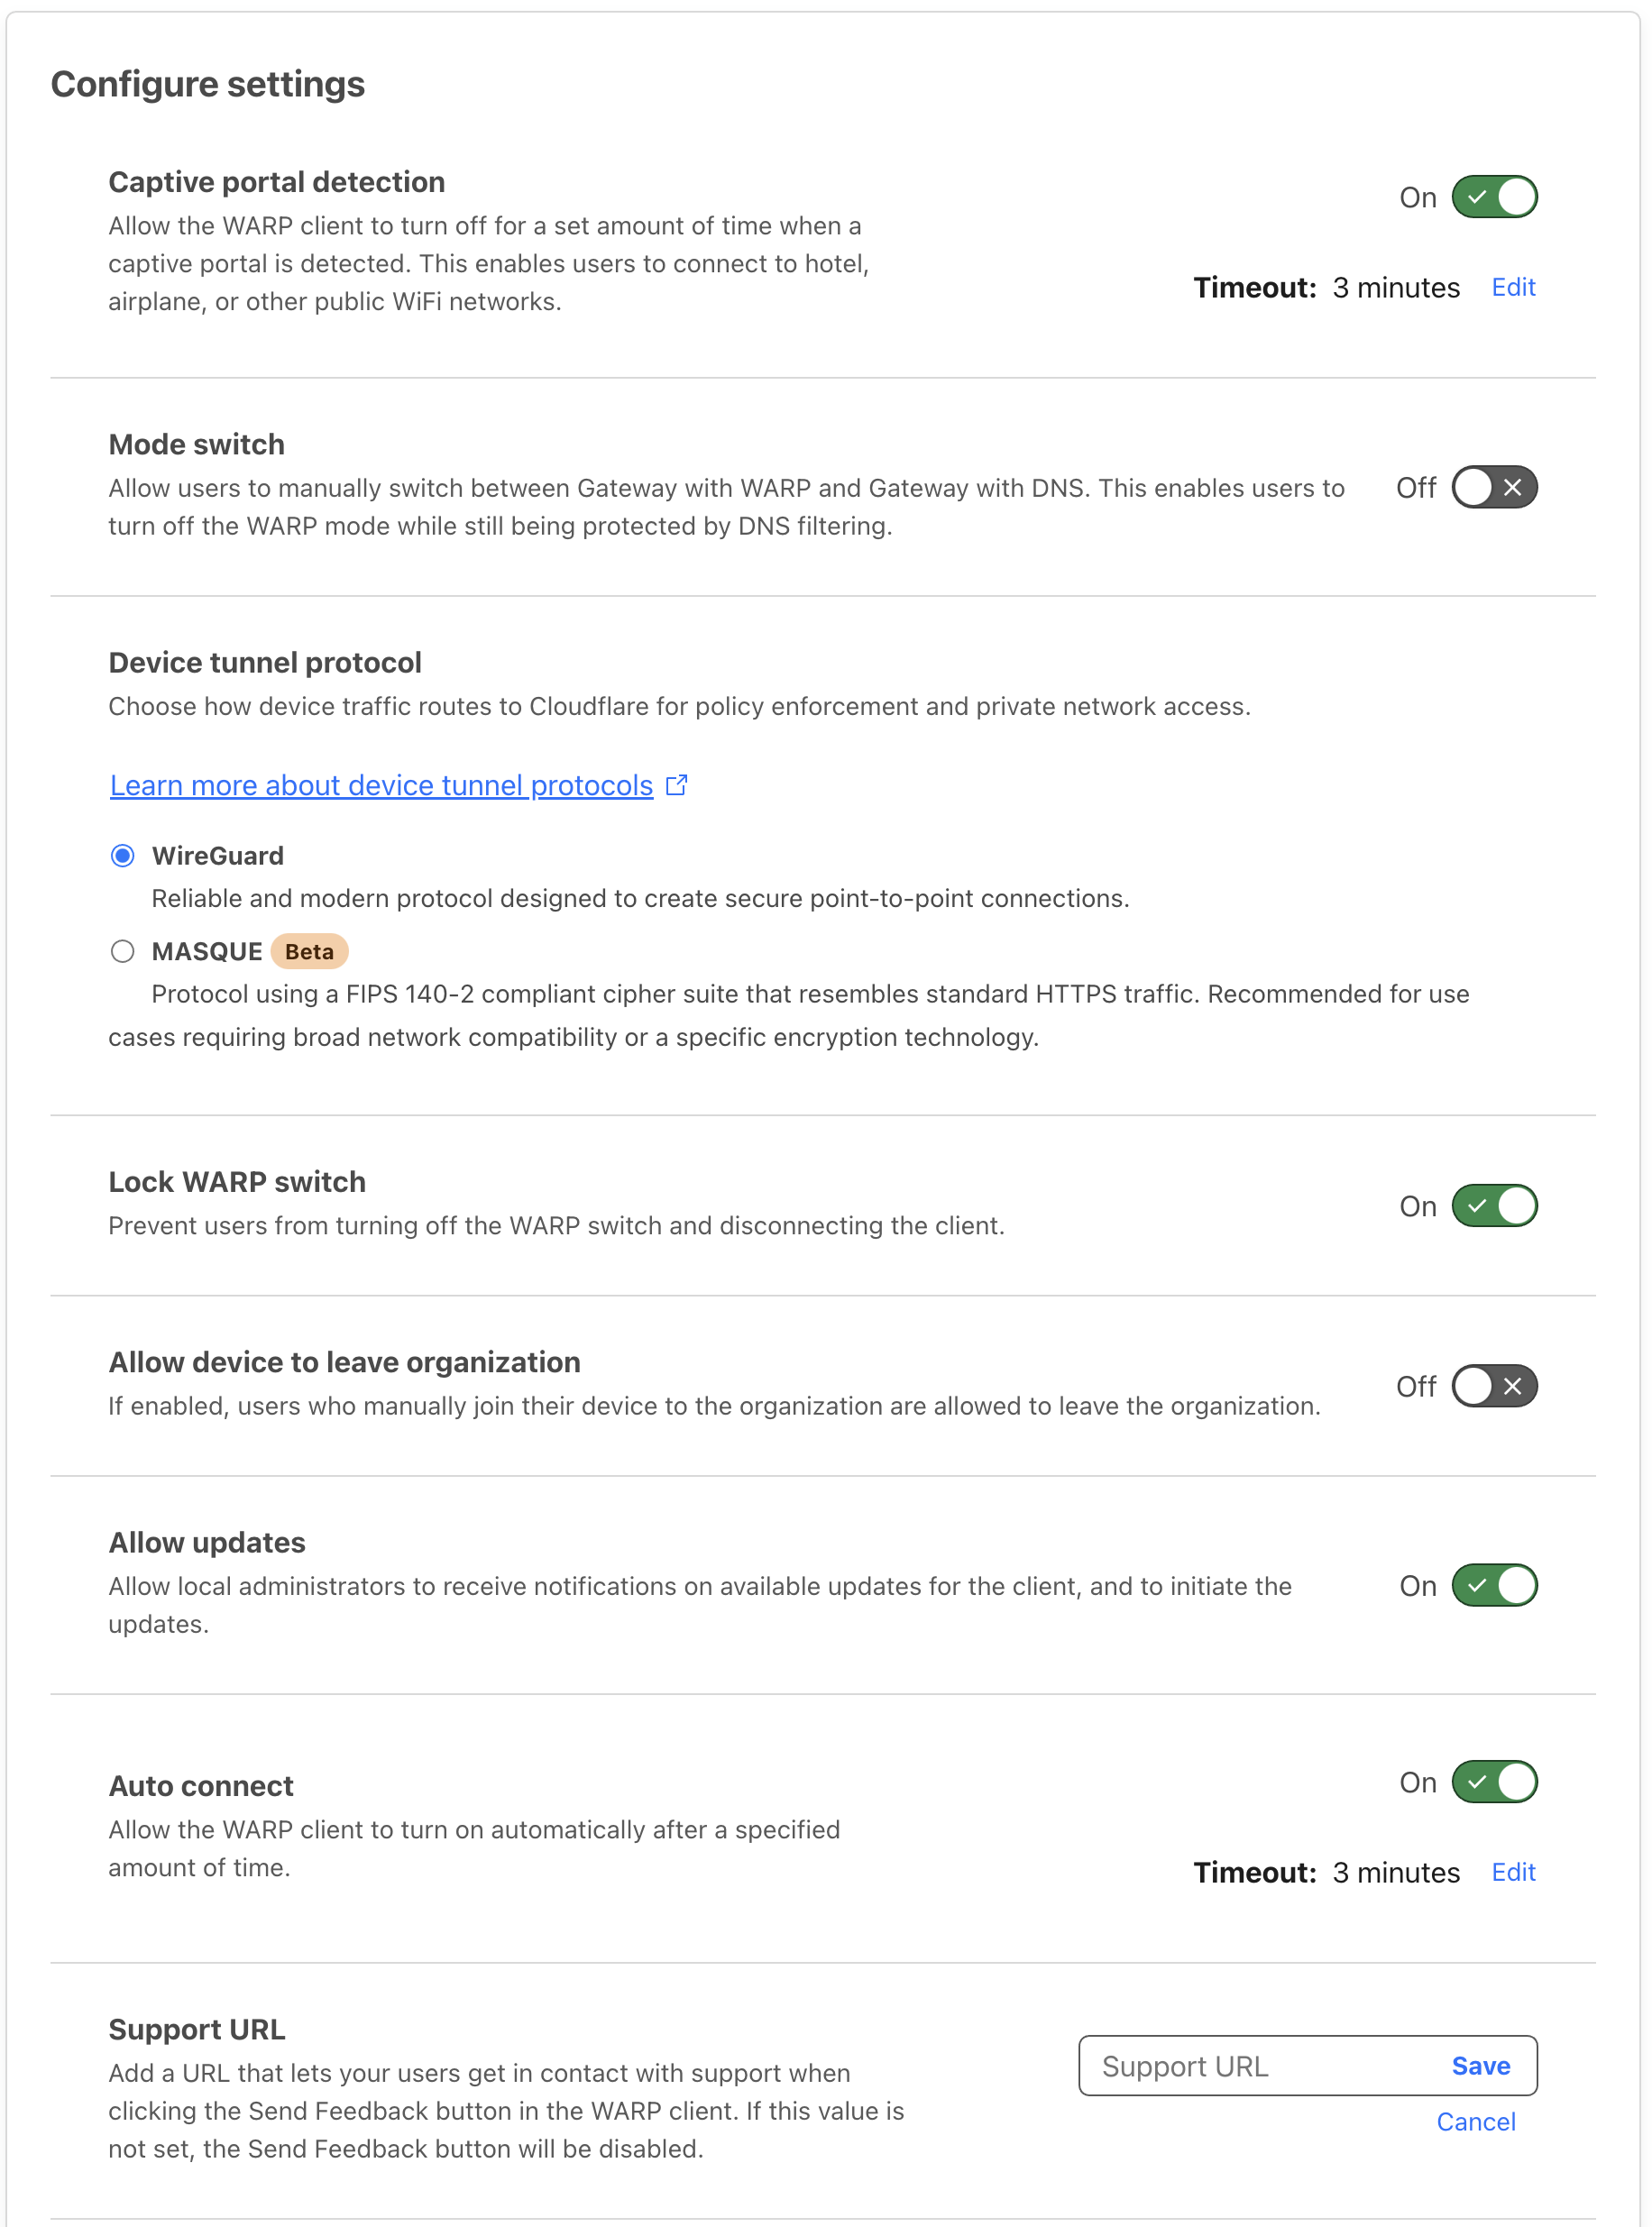 Configure settings
Captive portal detection
On
Allow the WARP client to turn off for a set amount of time when a
captive portal is detected. This enables users to connect to hotel,
airplane, or other public WiFi networks.
Timeout: 3 minutes Edit
Mode switch
Allow users to manually switch between Gateway with WARP and Gateway with DNS. This enables users to
turn off the WARP mode while still being protected by DNS filtering.
Off
Device tunnel protocol
Choose how device traffic routes to Cloudflare for policy enforcement and private network access.
Learn more about device tunnel protocols
WireGuard
Reliable and modern protocol designed to create secure point-to-point connections.
MASQUE Beta
Protocol using a FIPS 140-2 compliant cipher suite that resembles standard HTTPS traffic. Recommended for use
cases requiring broad network compatibility or a specific encryption technology.
Lock WARP switch
Prevent users from turning off the WARP switch and disconnecting the client.
On
Allow device to leave organization
If enabled, users who manually join their device to the organization are allowed to leave the organization.
Off
Allow updates
Allow local administrators to receive notifications on available updates for the client, and to initiate the
updates.
On
Auto connect
On
Allow the WARP client to turn on automatically after a specified
amount of time.
Timeout: 3 minutes Edit
Support URL
Add a URL that lets your users get in contact with support when
clicking the Send Feedback button in the WARP client. If this value is
not set, the Send Feedback button will be disabled.
Support URL Save
Cancel